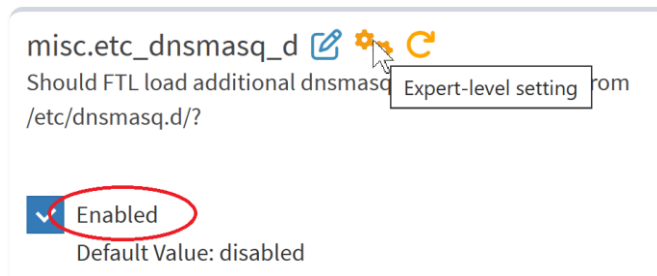 misc.etc_dnsmasq_d
Should FTL load additional dnsmasq rom
Expert-level setting
/etc/dnsmasq.d/?
Enabled
Default Value: disabled